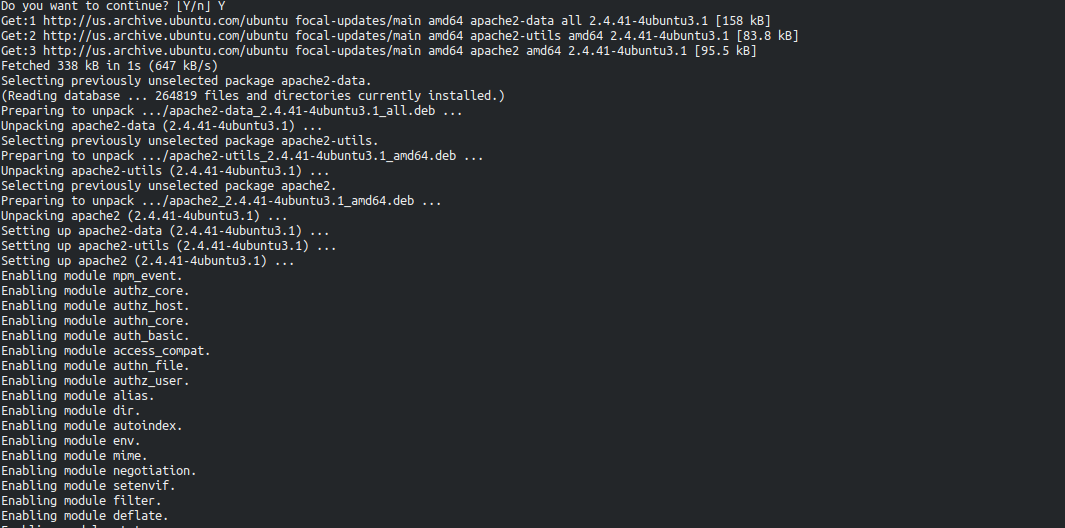 Do you want to continue? [Y/n] Y
Get:1 http://us.archive.ubuntu.com/ubuntu focal-updates/main amd64 apache2-data all 2.4.41-4ubuntu3.1 [158 kB]
Get:2 http://us.archive.ubuntu.com/ubuntu focal-updates/main amd64 apache2-utils amd64 2.4.41-4ubuntu3.1 [83.8 kB]
Get:3 http://us.archive.ubuntu.com/ubuntu focal-updates/main amd64 apache2 amd64 2.4.41-4ubuntu3.1 [95.5 kB]
Fetched 338 kB in 1s (647 kB/s)
Selecting previously unselected package apache2-data.
(Reading database ... 264819 files and directories currently installed.)
Preparing to unpack .../apache2-data_2.4.41-4ubuntu3.1_all.deb ...
Unpacking apache2-data (2.4.41-4ubuntu3.1) ...
Selecting previously unselected package apache2-utils.
Preparing to unpack .../apache2-utils_2.4.41-4ubuntu3.1_amd64.deb ...
Unpacking apache2-utils (2.4.41-4ubuntu3.1) ...
Selecting previously unselected package apache2.
Preparing to unpack .../apache2_2.4.41-4ubuntu3.1_amd64.deb ...
Unpacking apache2 (2.4.41-4ubuntu3.1) ...
Setting up apache2-data (2.4.41-4ubuntu3.1) ...
Setting up apache2-utils (2.4.41-4ubuntu3.1) ...
Setting up apache2 (2.4.41-4ubuntu3.1) ...
Enabling module mpm_event.
Enabling module authz_core.
Enabling module authz_host.
Enabling module authn_core.
Enabling module auth_basic.
Enabling module access_compat.
Enabling module authn_file.
Enabling module authz_user.
Enabling module alias.
Enabling module dir.
Enabling module autoindex.
Enabling module env.
Enabling module mime.
Enabling module negotiation.
Enabling module setenvif.
Enabling module filter.
Enabling module deflate.